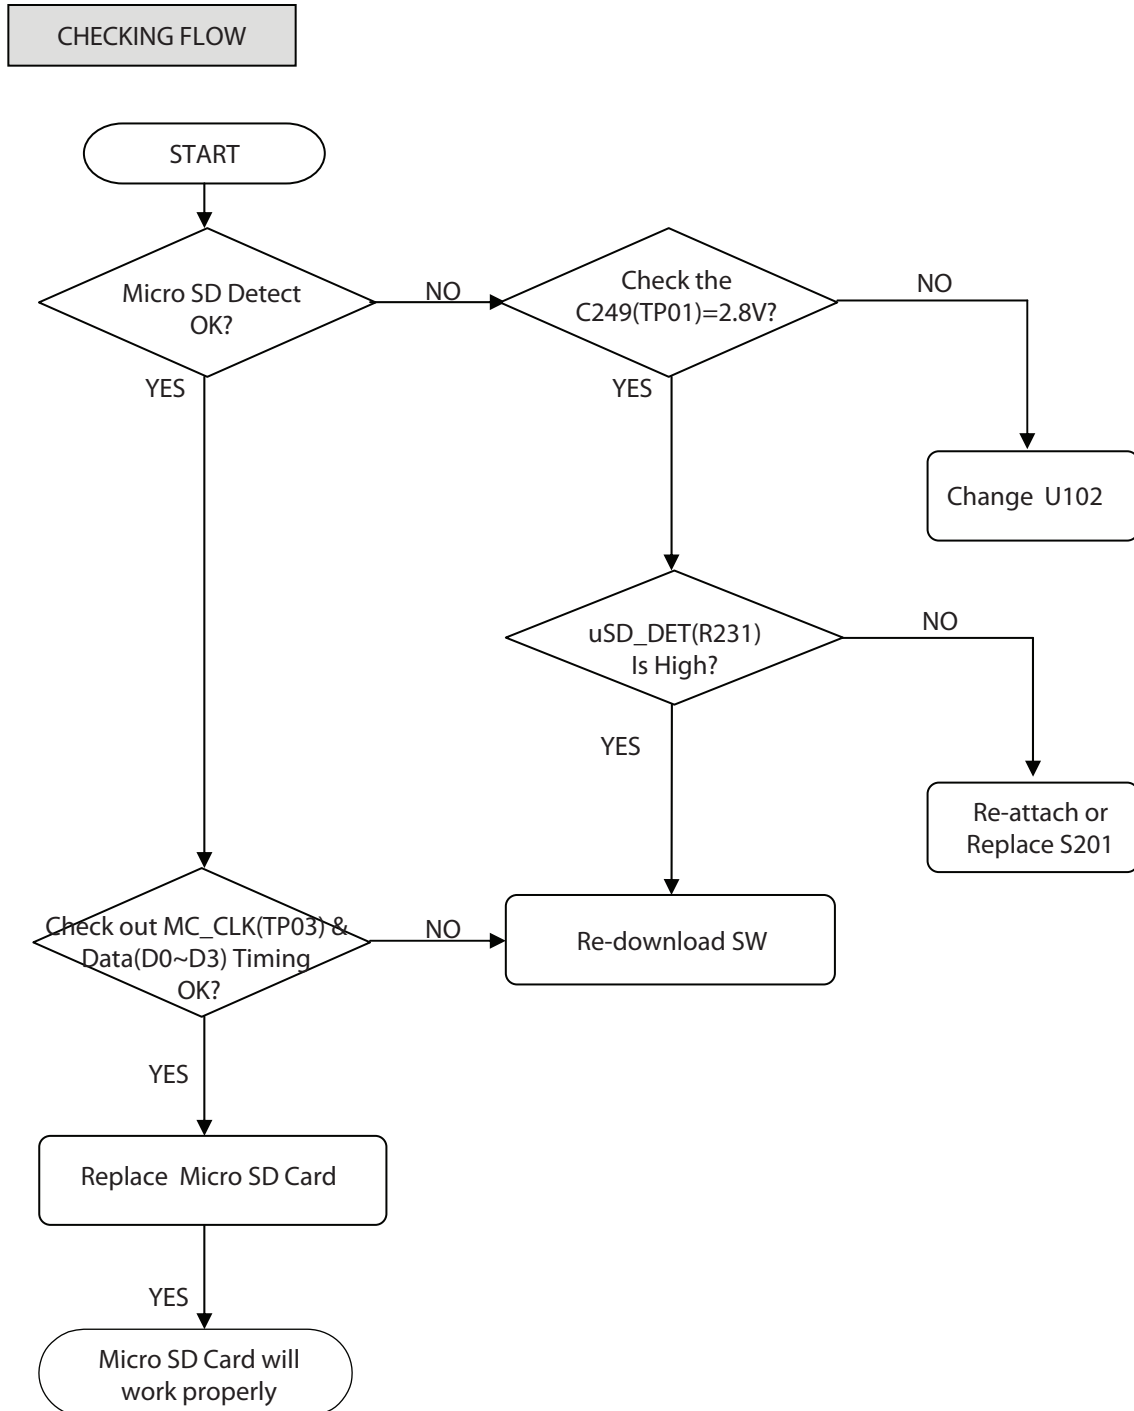 CHECKING FLOW
START
Micro SD Detect
OK?
NO
Check the
C249(TP01)=2.8V?
NO
YES
YES
Change U102
uSD_DET(R231)
Is High?
NO
YES
Re-attach or
Replace S201
Check out MC_CLK(TP03) &
Data(D0~D3) Timing
OK?
NO
Re-download SW
YES
Replace Micro SD Card
YES
Micro SD Card will
work properly